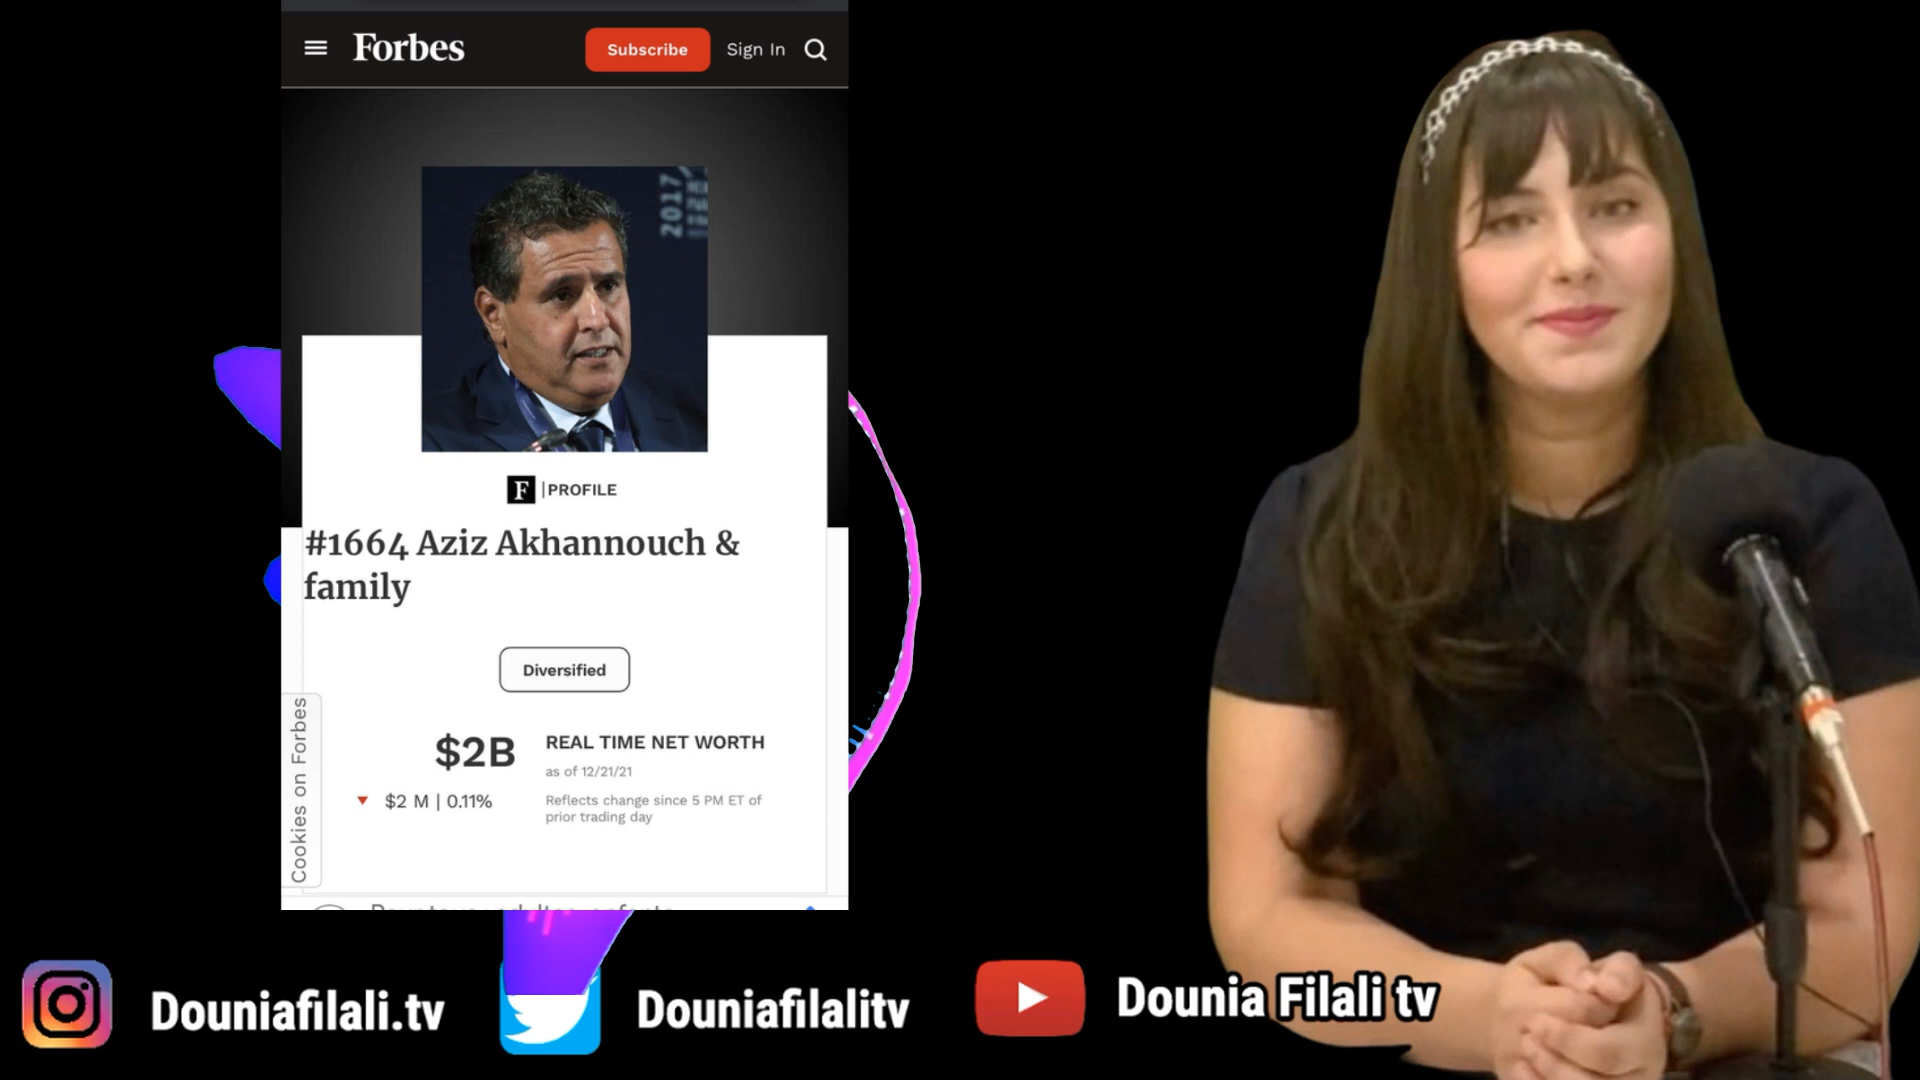 Forbes
Subscribe
Sign In
2017
F |PROFILE
#1664 Aziz Akhannouch &
family
Diversified
Cookies on Forbes
$2B
REAL TIME NET WORTH
as of 12/21/21
$2 M | 0.11%
Reflects change since 5 PM ET of
prior trading day
Douniafilali.tv
Douniafilalitv
Dounia Filali tv